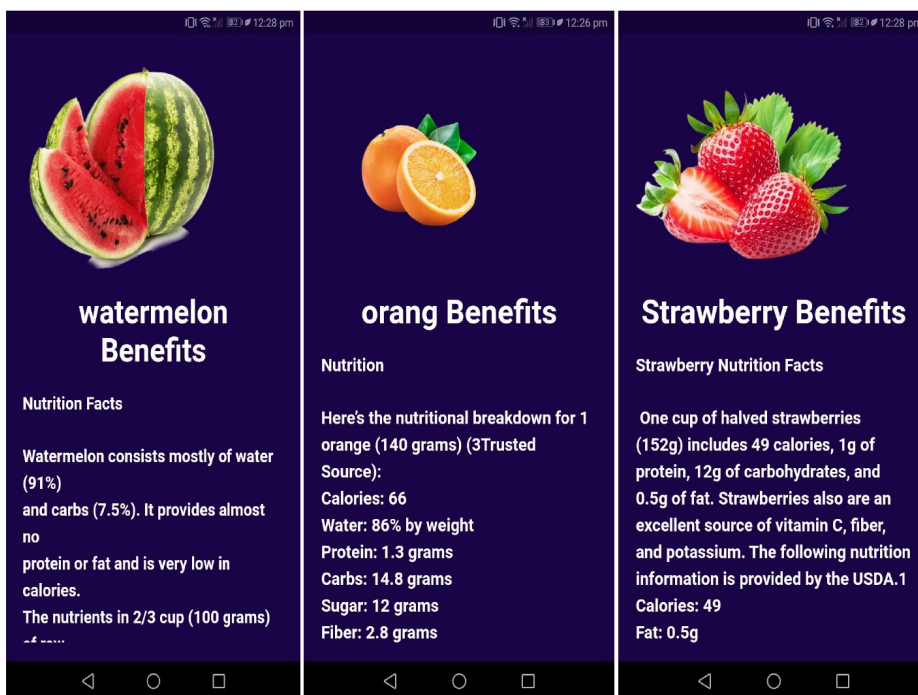 12:28 pm
watermelon
Benefits
Nutrition Facts
Watermelon consists mostly of water
(91%)
and carbs (7.5%). It provides almost
no
protein or fat and is very low in
calories.
The nutrients in 2/3 cup (100 grams)
of raw
12:26 pm
orang Benefits
Nutrition
Here's the nutritional breakdown for 1
orange (140 grams) (3Trusted
Source):
Calories: 66
Water: 86% by weight
Protein: 1.3 grams
Carbs: 14.8 grams
Sugar: 12 grams
Fiber: 2.8 grams
12:28 pm
Strawberry Benefits
Strawberry Nutrition Facts
One cup of halved strawberries
(152g) includes 49 calories, 1g of
protein, 12g of carbohydrates, and
0.5g of fat. Strawberries also are an
excellent source of vitamin C, fiber,
and potassium. The following nutrition
information is provided by the USDA.1
Calories: 49
Fat: 0.5g